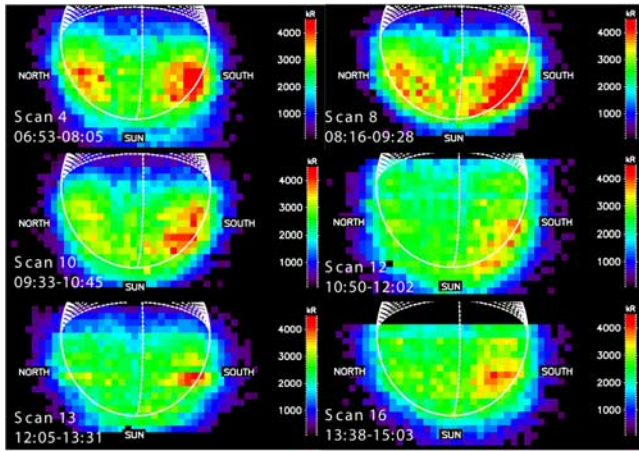 kR
4000
3000
2000
1000
NORTH
SOUTH
Scan 4
06:53-08:05
SUN
kR
4000
3000
2000
1000
NORTH
SOUTH
Scan 8
08:16-09:28
SUN
kR
4000
3000
2000
1000
NORTH
SOUTH
Scan 10
09:33-10:45
SUN
kR
4000
3000
2000
1000
NORTH
SOUTH
Scan 12
10:50-12:02
SUN
kR
4000
3000
2000
1000
NORTH
SOUTH
Scan 13
12:05-13:31
SUN
kR
4000
3000
2000
1000
NORTH
SOUTH
Scan 16
13:38-15:03
SUN